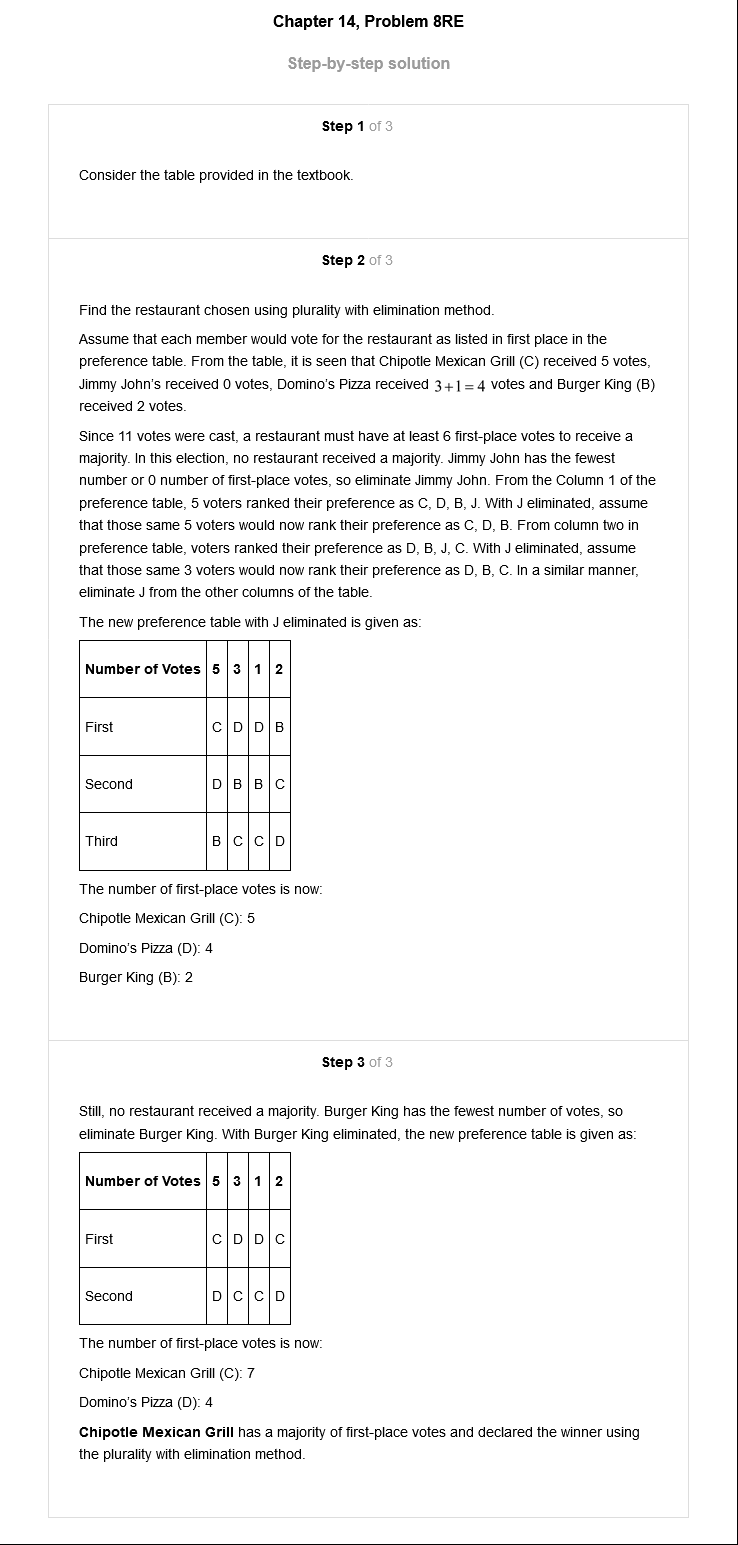 Chapter 14, Problem 8RE
Step-by-step solution
Step 1 of 3
Consider the table provided in the textbook.
Step 2 of 3
Find the restaurant chosen using plurality with elimination method.
Assume that each member would vote for the restaurant as listed in first place in the
preference table. From the table, it is seen that Chipotle Mexican Grill (C) received 5 votes,
Jimmy John's received 0 votes, Domino's Pizza received 3+1=4 votes and Burger King (B)
received 2 votes.
Since 11 votes were cast, a restaurant must have at least 6 first-place votes to receive a
majority. In this election, no restaurant received a majority. Jimmy John has the fewest
number or 0 number of first-place votes, so eliminate Jimmy John. From the Column 1 of the
preference table, 5 voters ranked their preference as C, D, B, J. With J eliminated, assume
that those same 5 voters would now rank their preference as C, D, B. From column two in
preference table, voters ranked their preference as D, B, J, C. With J eliminated, assume
that those same 3 voters would now rank their preference as D, B, C. In a similar manner,
eliminate J from the other columns of the table.
The new preference table with J eliminated is given as:
Number of Votes 5 3 1 2
First C D D B
Second D B B C
Third B C C D
The number of first-place votes is now:
Chipotle Mexican Grill (C): 5
Domino's Pizza (D): 4
Burger King (B): 2
Step 3 of 3
Still, no restaurant received a majority. Burger King has the fewest number of votes, so
eliminate Burger King. With Burger King eliminated, the new preference table is given as:
Number of Votes 5 3 1 2
First C D D C
Second D C C D
The number of first-place votes is now:
Chipotle Mexican Grill (C): 7
Domino's Pizza (D): 4
Chipotle Mexican Grill has a majority of first-place votes and declared the winner using
the plurality with elimination method.